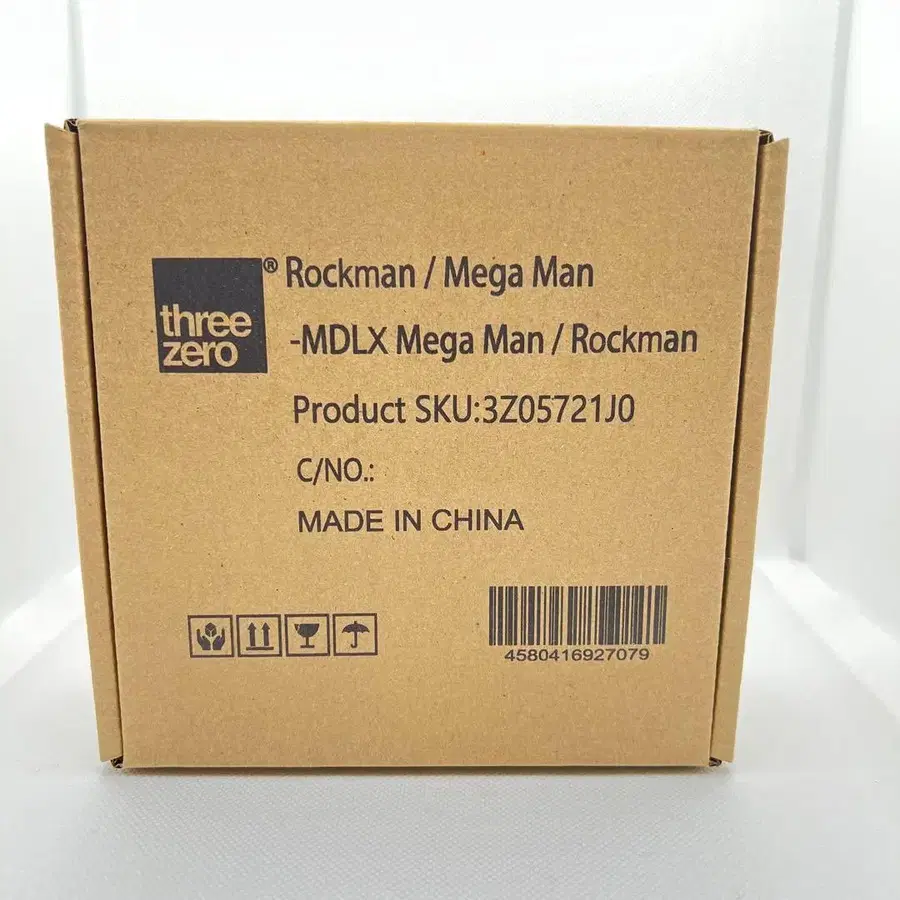 three
zero®
Rockman / Mega Man
-MDLX Mega Man / Rockman
Product SKU:3Z05721J0
C/NO.:
MADE IN CHINA
4580416927079